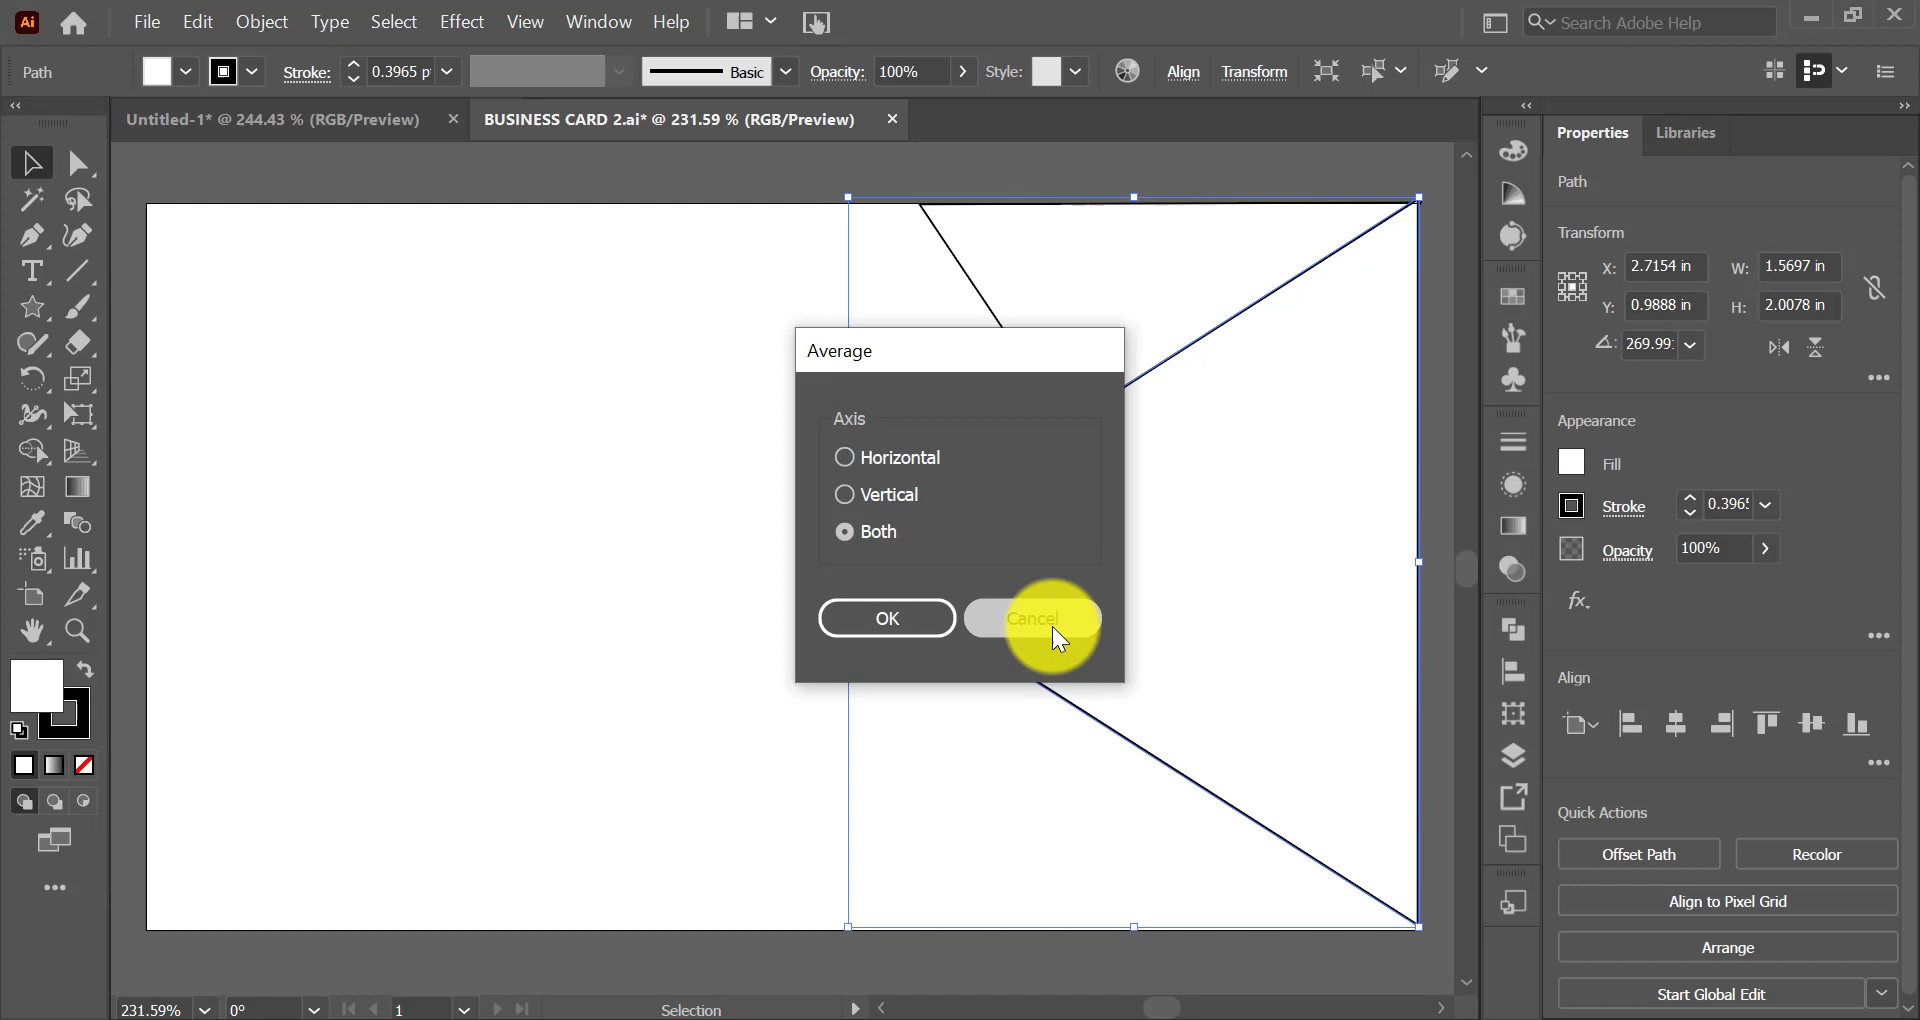 Ai File Edit Object Type Select Effect View Window Help Search Adobe Help
Path Stroke: 0.3965 p Basic Opacity: 100% Style: Align Transform
Untitled-1* @ 244.43 % (RGB/Preview) BUSINESS CARD 2.ai* @ 231.59 % (RGB/Preview)
Properties Libraries
Path
Transform
X: 2.7154 in W: 1.5697 in
Y: 0.9888 in H: 2.0078 in
269.99
Average
Axis
Horizontal
Vertical
Both
OK Cancel
Appearance
Fill
Stroke 0.3965
Opacity 100%
fx
Align
Quick Actions
Offset Path Recolor
Align to Pixel Grid
Arrange
Start Global Edit
231.59% 0° 1 Selection